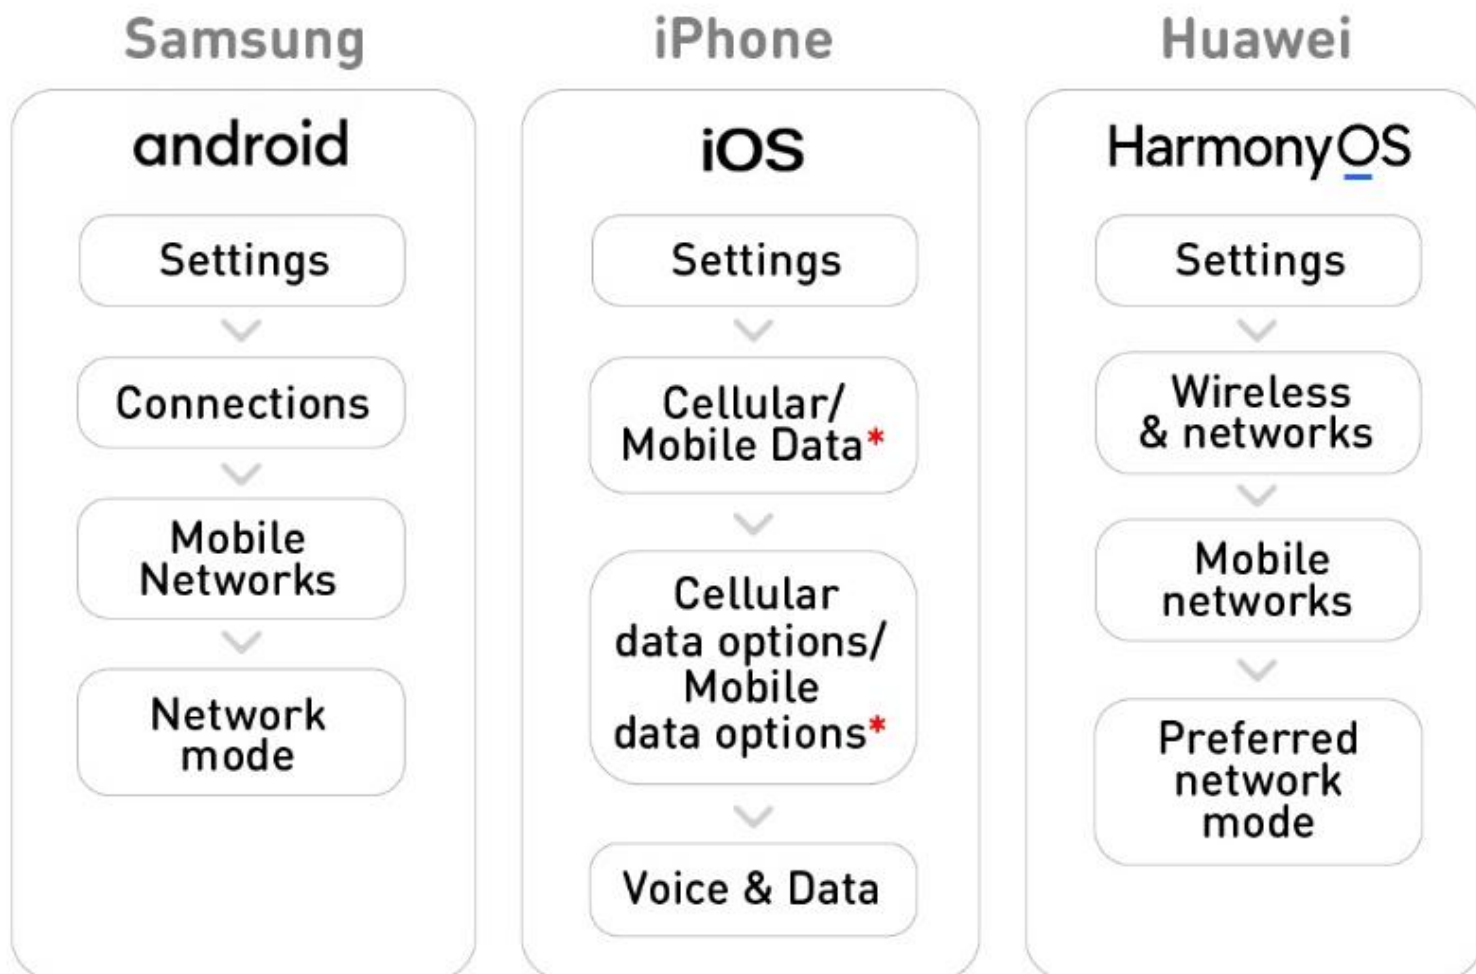 Samsung
android
Settings
Connections
Mobile
Networks
Network
mode
iPhone
iOS
Settings
Cellular/
Mobile Data*
Cellular
data options/
Mobile
data options*
Voice & Data
Huawei
HarmonyOS
Settings
Wireless
& networks
Mobile
networks
Preferred
network
mode